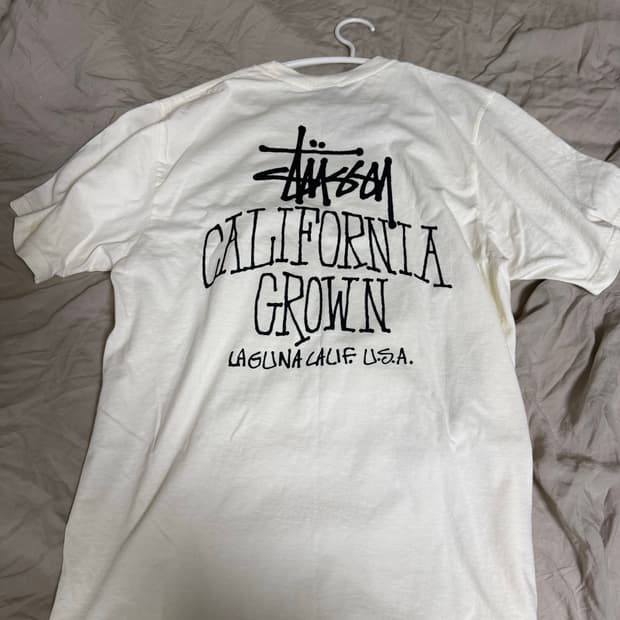 Stüssy
CALIFORNIA
GROWN
LAGUNA CALIF. U.S.A.